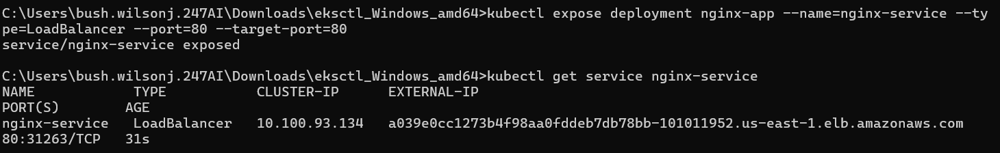 C:\Users\bush.wilsonj.247AI\Downloads\eksctl_Windows_amd64>kubectl expose deployment nginx-app --name=nginx-service --ty
pe=LoadBalancer --port=80 --target-port=80
service/nginx-service exposed
C:\Users\bush.wilsonj.247AI\Downloads\eksctl_Windows_amd64>kubectl get service nginx-service
NAME            TYPE           CLUSTER-IP      EXTERNAL-IP
PORT(S)        AGE
nginx-service   LoadBalancer   10.100.93.134   a039e0cc1273b4f98aa0fddeb7db78bb-101011952.us-east-1.elb.amazonaws.com
80:31263/TCP   31s